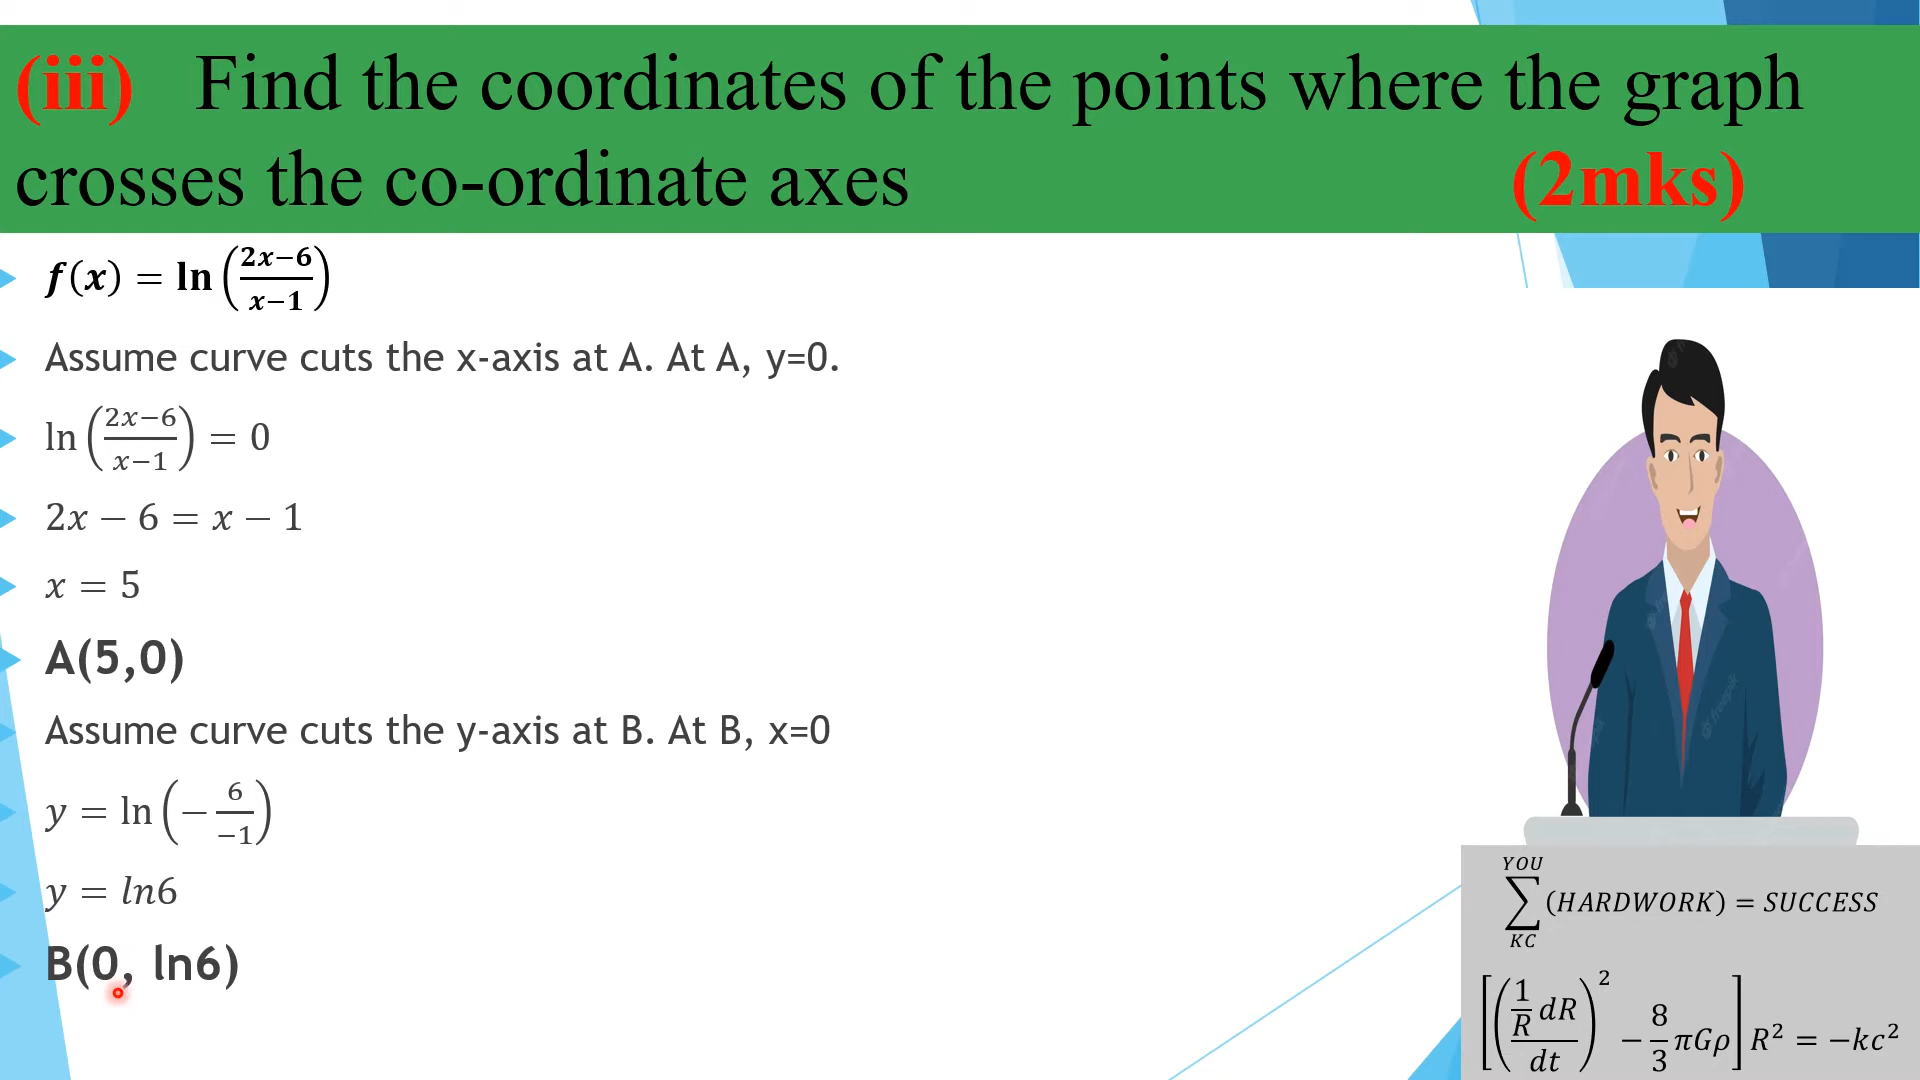 (iii) Find the coordinates of the points where the graph
crosses the co-ordinate axes (2mks)
f(x) = ln((2x−6)/(x−1))
Assume curve cuts the x-axis at A. At A, y=0.
ln((2x−6)/(x−1)) = 0
2x − 6 = x − 1
x = 5
A(5,0)
Assume curve cuts the y-axis at B. At B, x=0
y = ln(− 6/−1)
y = ln6
B(0, ln6)
YOU
∑(HARDWORK) = SUCCESS
KC
[((1/R dR)/dt)² − 8/3 πGρ] R² = −kc²